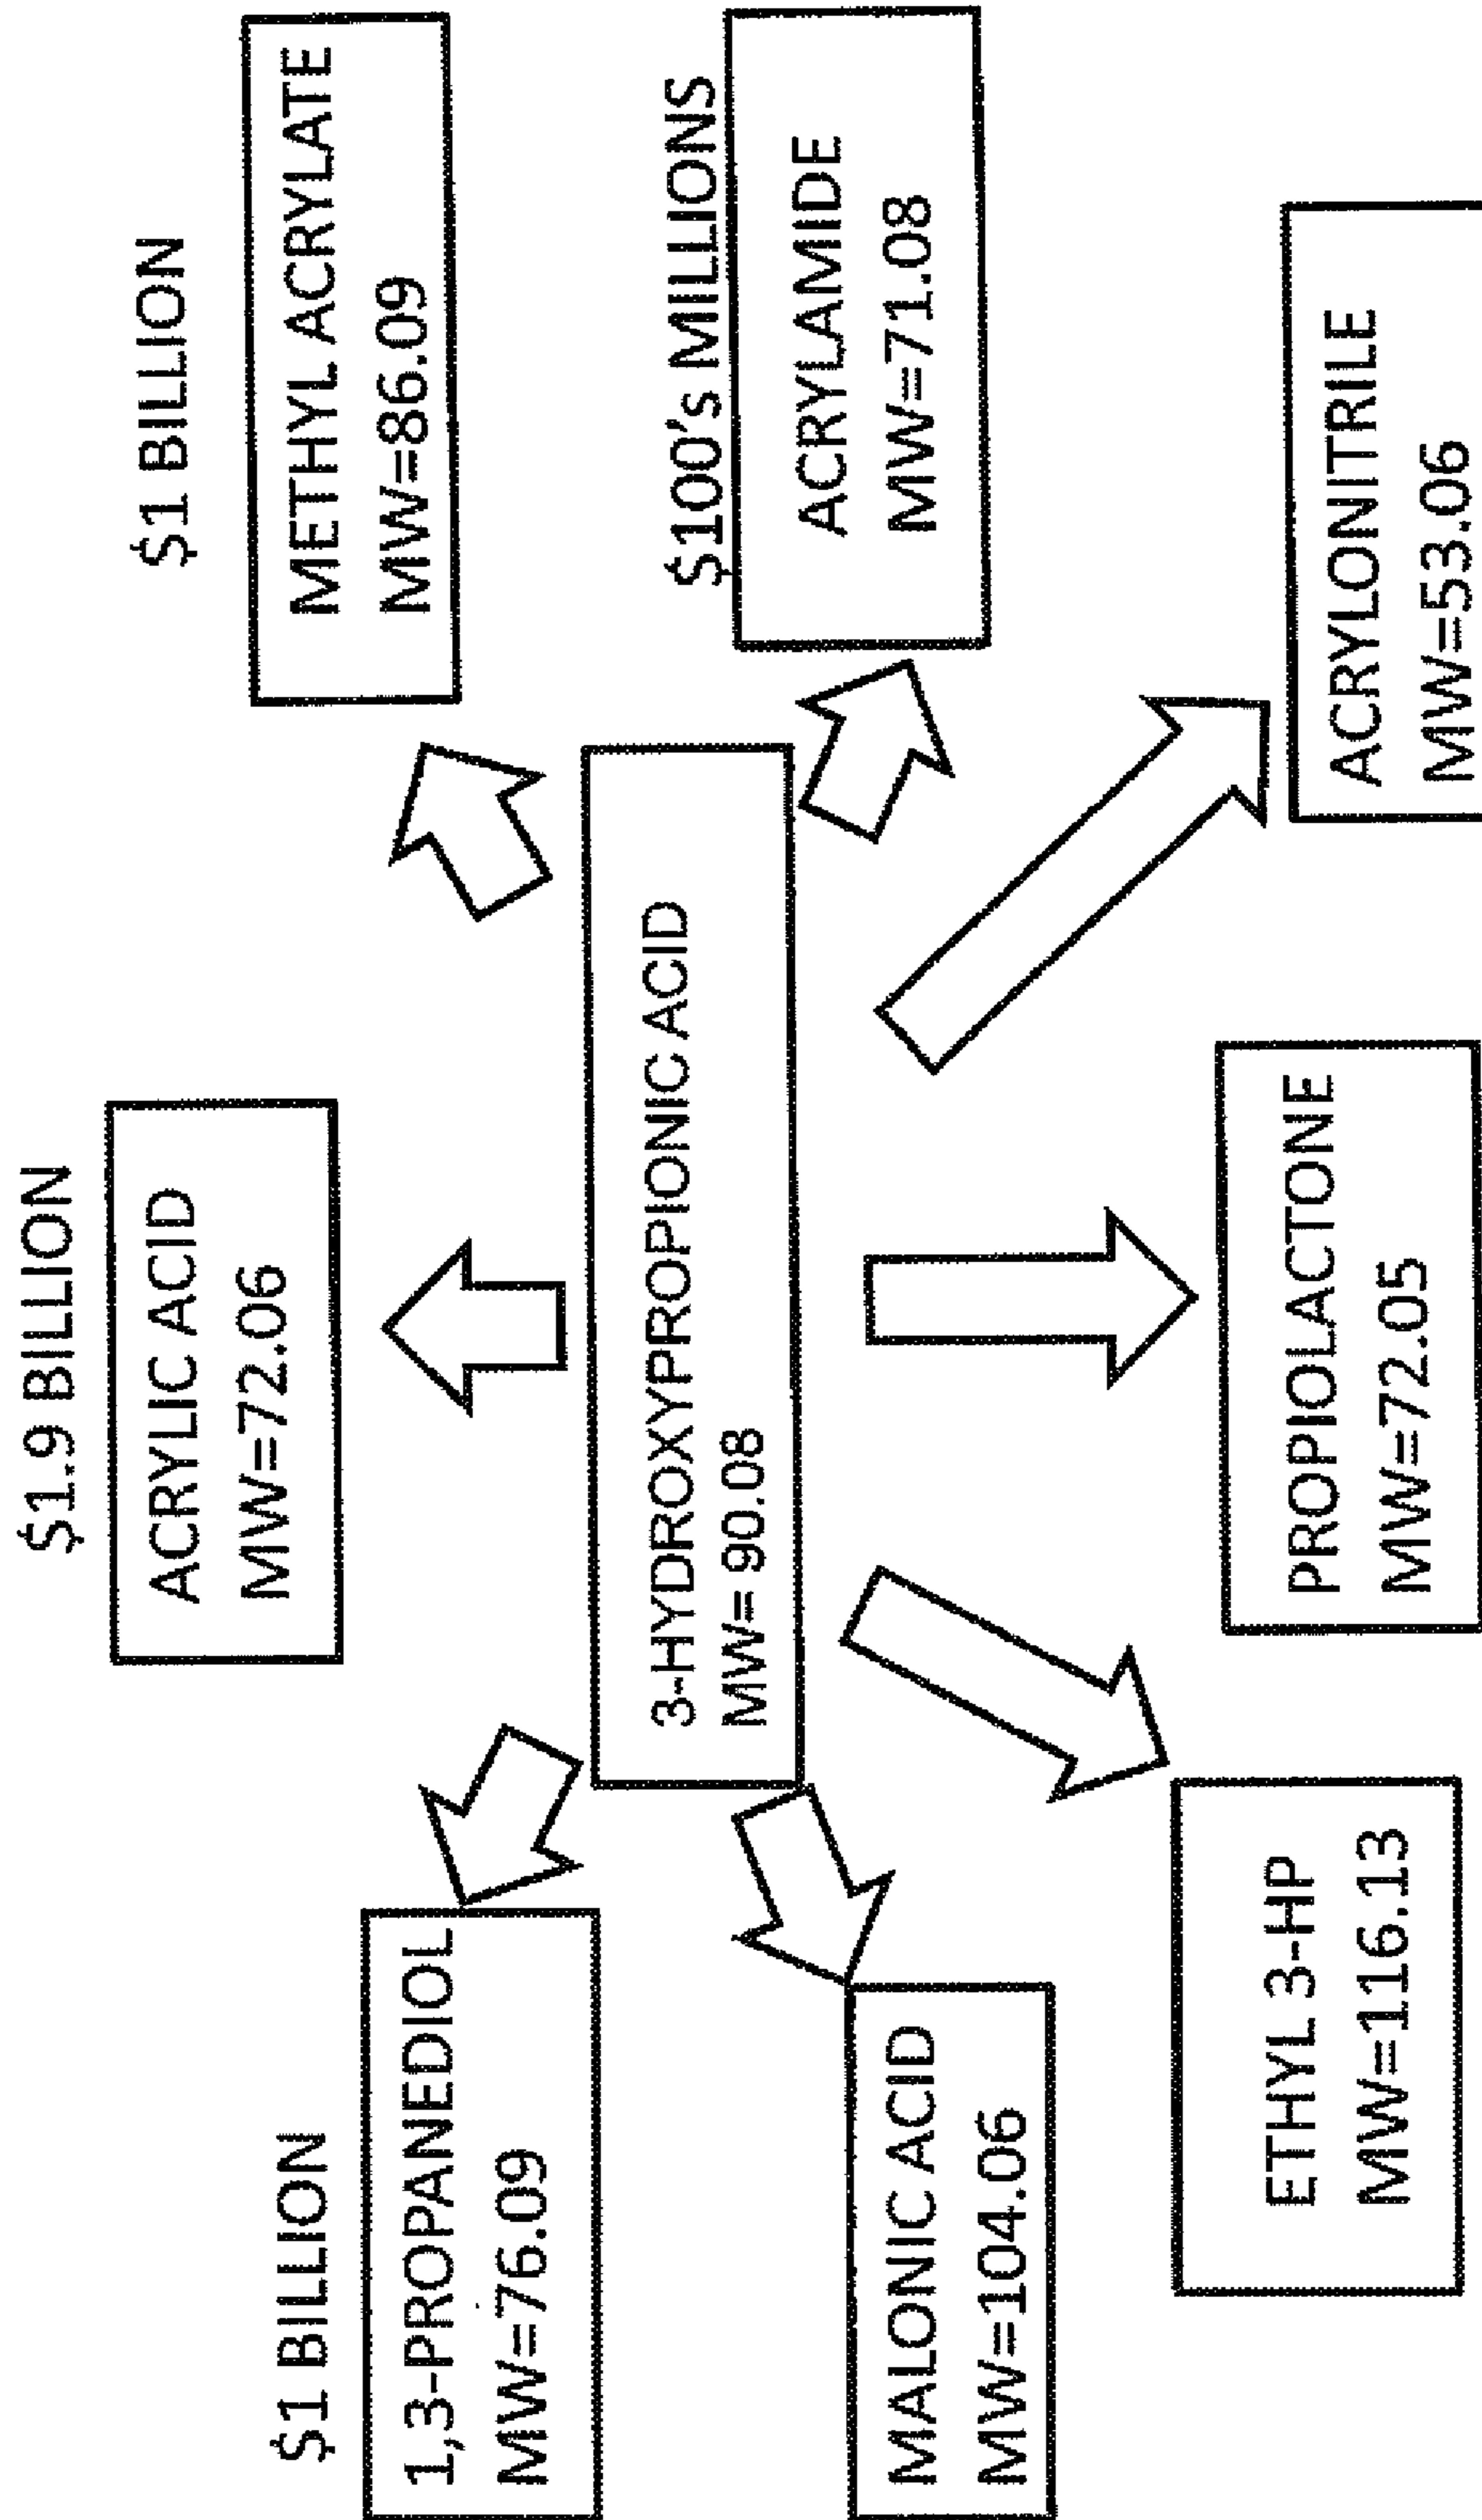 $1.9 BILLION
ACRYLIC ACID
MW=72.06
$1 BILLION
METHYL ACRYLATE
MW=86.09
$1 BILLION
1,3-PROPANEDIOL
MW=76.09
3-HYDROXYPROPIONIC ACID
MW= 90.08
$100's MILLIONS
ACRYLAMIDE
MW=71.08
MALONIC ACID
MW=104.06
ETHYL 3-HP
MW=116.13
PROPIOLACTONE
MW=72.05
ACRYLONITRILE
MW=53.06